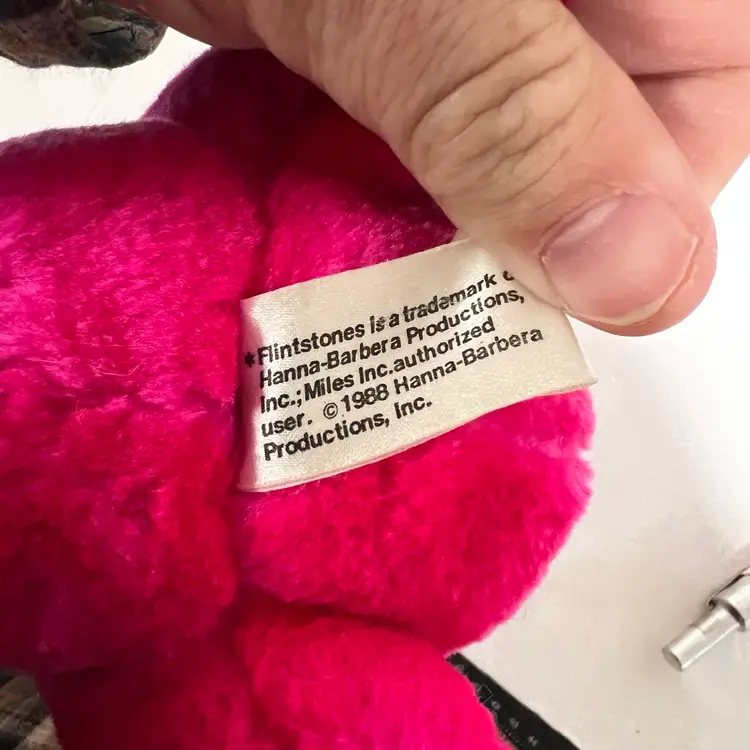 *Flintstones is a trademark
Hanna-Barbera Productions,
Inc.; Miles Inc.authorized
user. ©1988 Hanna-Barbera
Productions, Inc.